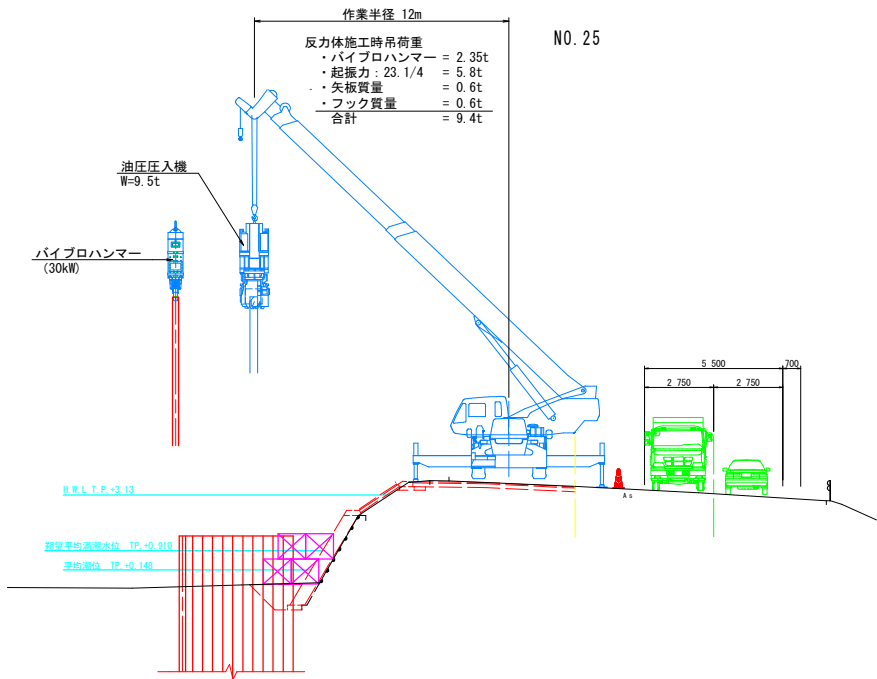 作業半径 12m
NO. 25
反力体施工時吊荷重
・バイブロハンマー = 2.35t
・起振力：23.1/4 = 5.8t
・矢板質量 = 0.6t
・フック質量 = 0.6t
合計 = 9.4t
油圧圧入機
W=9.5t
バイブロハンマー
(30kW)
5 500
700
2 750
2 750
H.W.L T.P.+3.13
As
朔望平均満潮水位 TP.+0.910
平均潮位 TP.+0.148